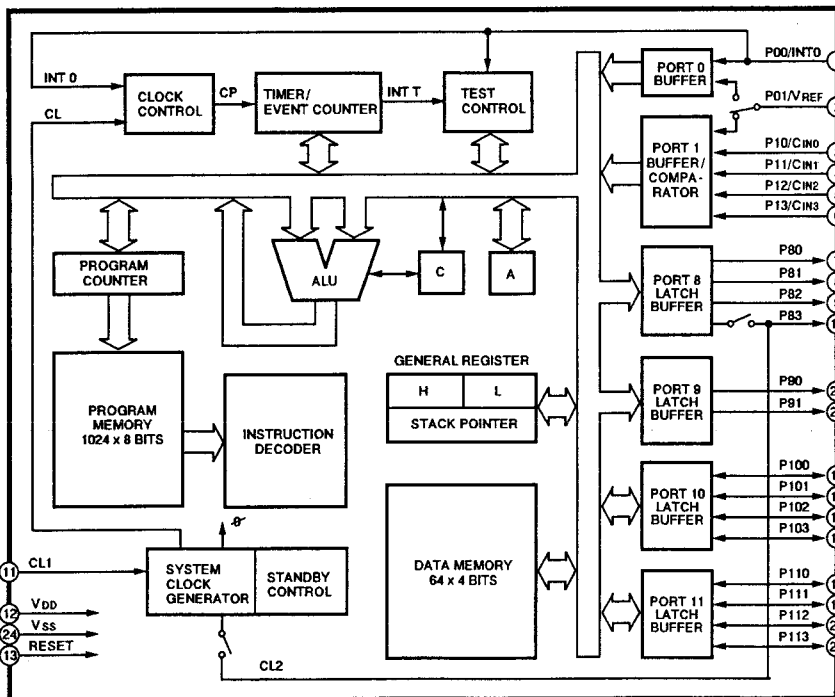 P00/INT0
PORT 0
BUFFER
INT 0
CLOCK
CONTROL
CP
TIMER/
EVENT COUNTER
INT T
TEST
CONTROL
P01/VREF
CL
PORT 1
BUFFER/
COMPA-
RATOR
P10/CIN0
P11/CIN1
P12/CIN2
P13/CIN3
PROGRAM
COUNTER
ALU
C
A
PORT 8
LATCH
BUFFER
P80
P81
P82
P83
GENERAL REGISTER
H
L
STACK POINTER
PORT 9
LATCH
BUFFER
P90
P91
PROGRAM
MEMORY
1024 x 8 BITS
INSTRUCTION
DECODER
PORT 10
LATCH
BUFFER
P100
P101
P102
P103
DATA MEMORY
64 x 4 BITS
11
CL1
SYSTEM
CLOCK
GENERATOR
STANDBY
CONTROL
12
VDD
24
VSS
13
RESET
CL2
PORT 11
LATCH
BUFFER
P110
P111
P112
P113